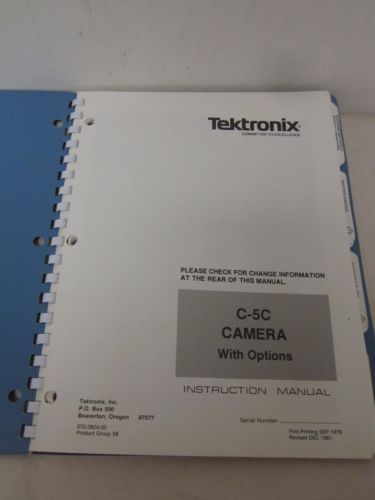 Tektronix®
COMMITTED TO EXCELLENCE
PLEASE CHECK FOR CHANGE INFORMATION
AT THE REAR OF THIS MANUAL.
C-5C
CAMERA
With Options
INSTRUCTION MANUAL
Tektronix, Inc.
P.O. Box 500
Beaverton, Oregon 97077
070-2824-00
Product Group 58
Serial Number
First Printing SEP 1979
Revised DEC 1981